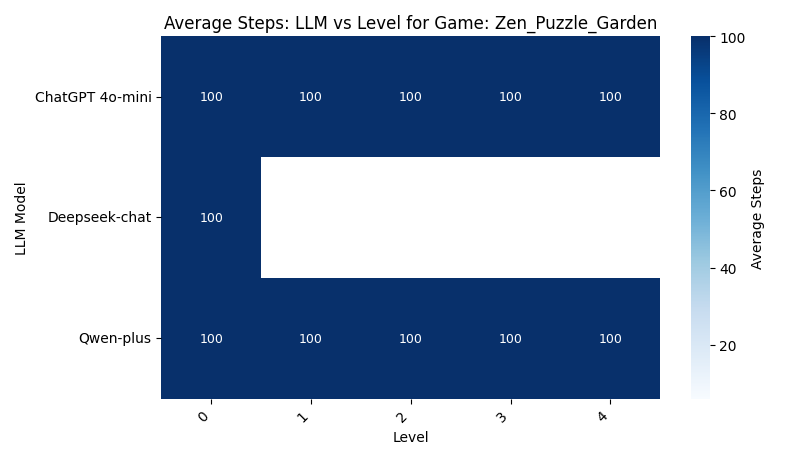 Average Steps: LLM vs Level for Game: Zen_Puzzle_Garden
LLM Model
ChatGPT 4o-mini
100 100 100 100 100
Deepseek-chat
100
Qwen-plus
100 100 100 100 100
0 1 2 3 4
Level
100
80
60
40
20
Average Steps